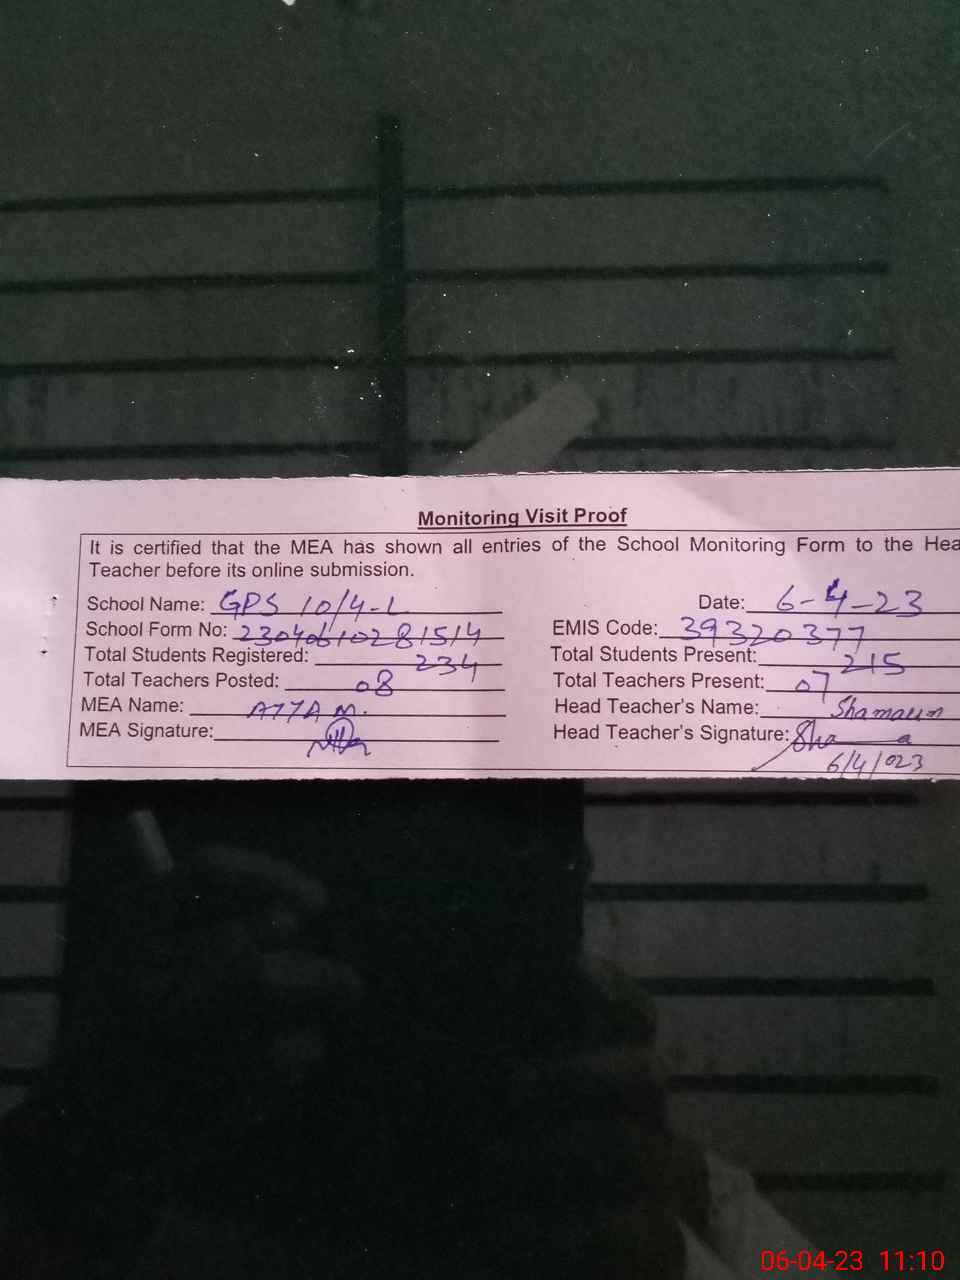 Monitoring Visit Proof
It is certified that the MEA has shown all entries of the School Monitoring Form to the Hea
Teacher before its online submission.
School Name: GPS 10/4-L Date: 6-4-23
School Form No: 23040610281514 EMIS Code: 39320377
Total Students Registered: 234 Total Students Present: 215
Total Teachers Posted: 08 Total Teachers Present: 07
MEA Name: ATTA M. Head Teacher's Name:
MEA Signature: Head Teacher's Signature:
6/4/023
06-04-23 11:10